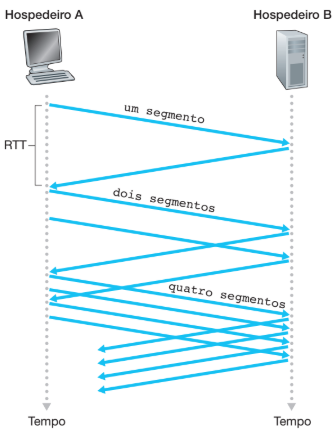 Hospedeiro A
Hospedeiro B
um segmento
RTT
dois segmentos
quatro segmentos
Tempo
Tempo